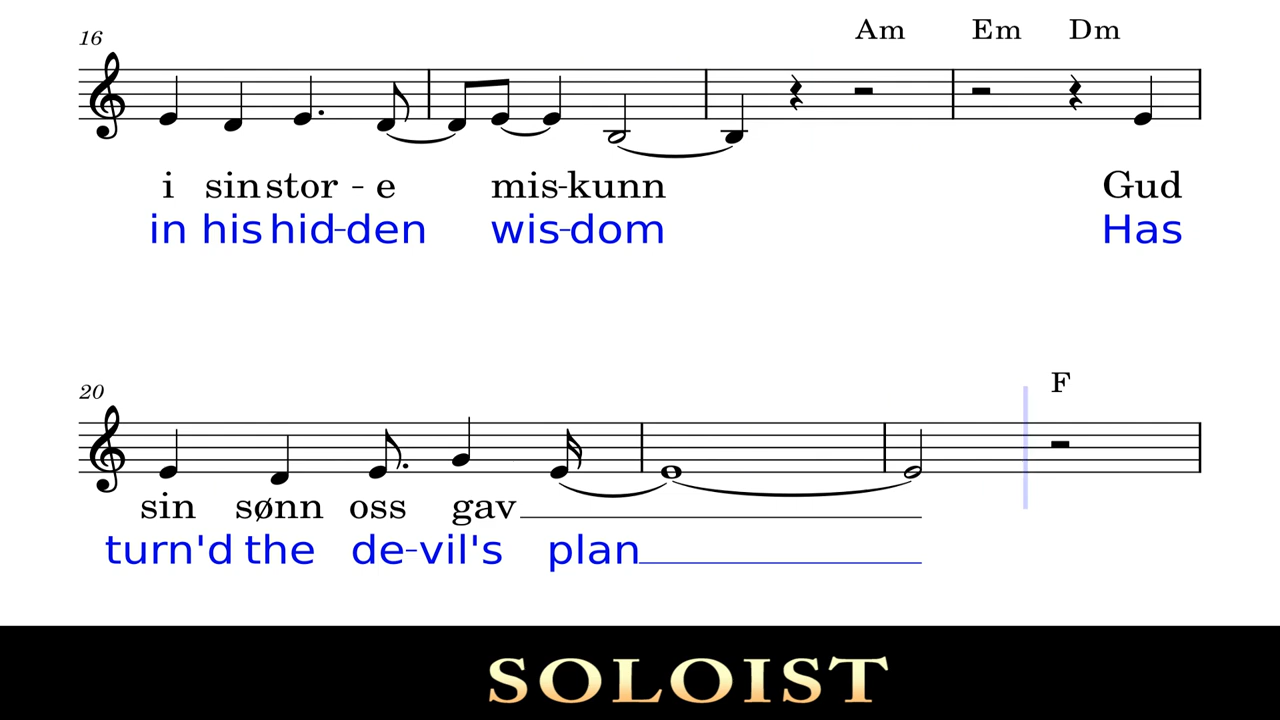 16 Am Em Dm
i sin stor - e mis-kunn Gud
in his hid-den wis-dom Has
20 F
sin sønn oss gav
turn'd the de-vil's plan
SOLOIST